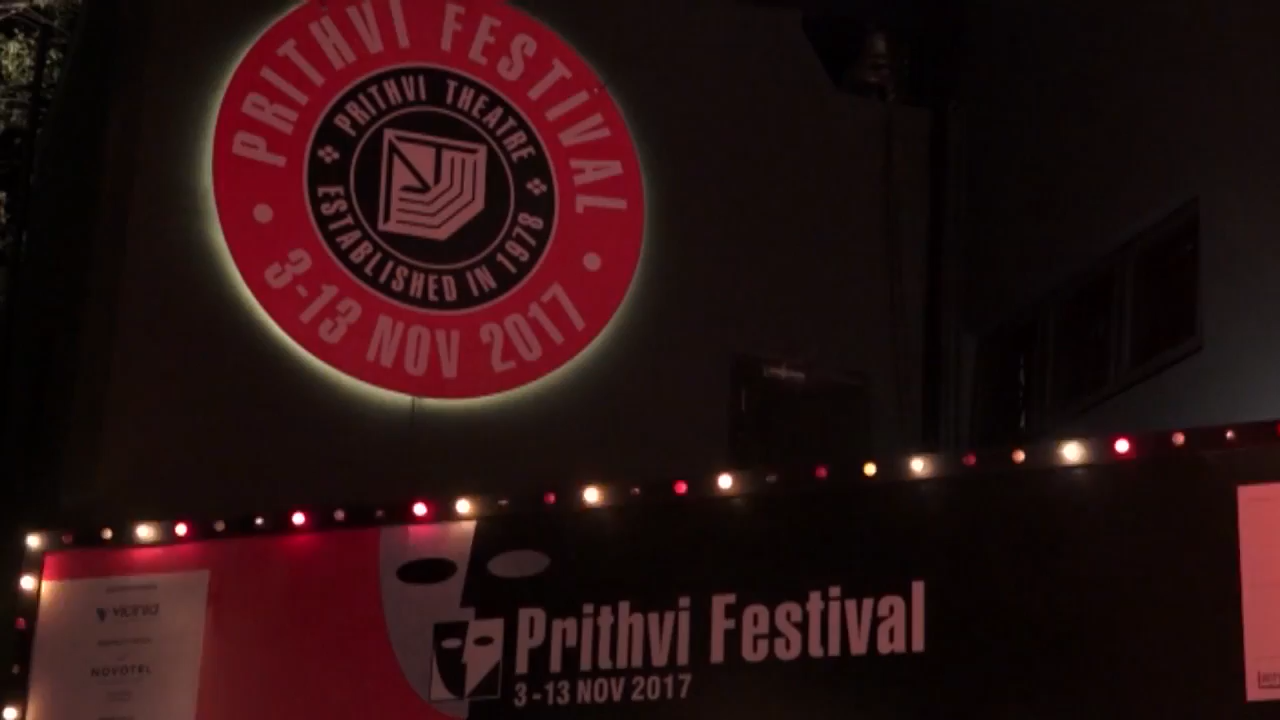 PRITHVI FESTIVAL
PRITHVI THEATRE
ESTABLISHED IN 1978
3-13 NOV 2017
Prithvi Festival
3-13 NOV 2017
NOVOTEL